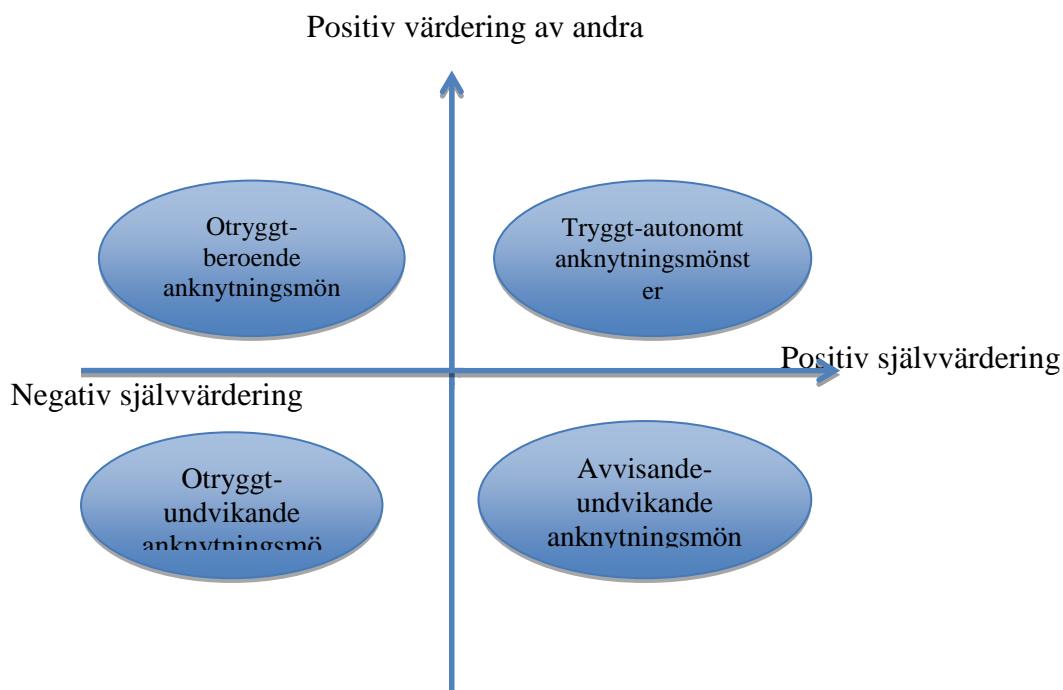 Positiv värdering av andra
Otryggt-
beroende
anknytningsmön
Tryggt-autonomt
anknytningsmönst
er
Positiv självvärdering
Negativ självvärdering
Otryggt-
undvikande
anknytningsmö
Avvisande-
undvikande
anknytningsmön